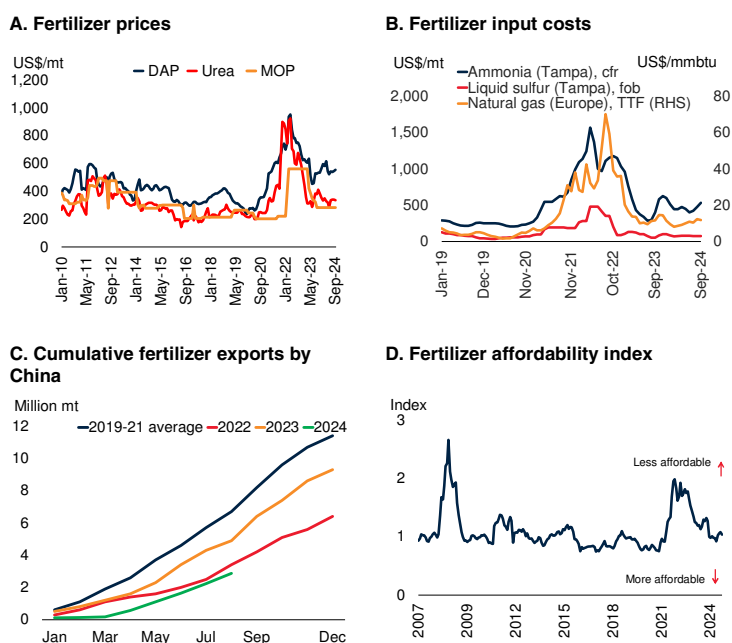 A. Fertilizer prices
US$/mt
DAP Urea MOP
1,200
1,000
800
600
400
200
0
Jan-10
May-11
Sep-12
Jan-14
May-15
Sep-16
Jan-18
May-19
Sep-20
Jan-22
May-23
Sep-24
B. Fertilizer input costs
US$/mt US$/mmbtu
Ammonia (Tampa), cfr
Liquid sulfur (Tampa), fob
Natural gas (Europe), TTF (RHS)
2,000
1,500
1,000
500
0
80
60
40
20
0
Jan-19
Dec-19
Nov-20
Nov-21
Oct-22
Sep-23
Sep-24
C. Cumulative fertilizer exports by
China
Million mt
2019-21 average 2022 2023 2024
12
10
8
6
4
2
0
Jan Mar May Jul Sep Dec
D. Fertilizer affordability index
Index
3
2
1
0
Less affordable
More affordable
2007
2009
2012
2015
2018
2021
2024